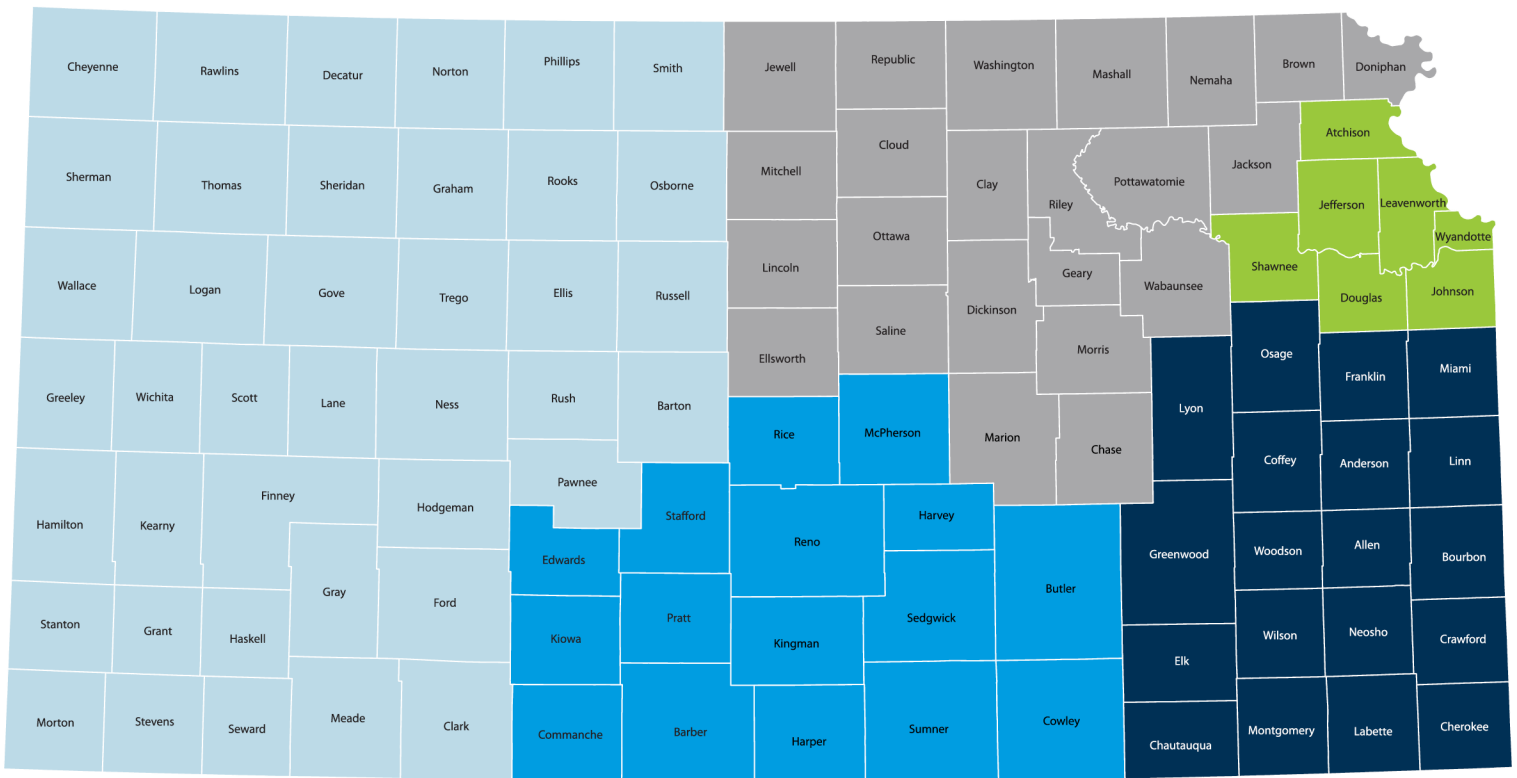 Cheyenne
Rawlins
Decatur
Norton
Phillips
Smith
Jewell
Republic
Washington
Mashall
Nemaha
Brown
Doniphan
Sherman
Thomas
Sheridan
Graham
Rooks
Osborne
Mitchell
Cloud
Clay
Riley
Pottawatomie
Jackson
Atchison
Jefferson
Leavenworth
Wyandotte
Wallace
Logan
Gove
Trego
Ellis
Russell
Lincoln
Ottawa
Saline
Dickinson
Geary
Wabaunsee
Shawnee
Douglas
Johnson
Greeley
Wichita
Scott
Lane
Ness
Rush
Barton
Ellsworth
Rice
McPherson
Marion
Morris
Chase
Lyon
Osage
Franklin
Miami
Hamilton
Kearny
Finney
Hodgeman
Pawnee
Stafford
Reno
Harvey
Butler
Greenwood
Coffey
Anderson
Linn
Stanton
Grant
Haskell
Gray
Ford
Edwards
Kiowa
Pratt
Kingman
Sedgwick
Elk
Woodson
Allen
Bourbon
Wilson
Neosho
Crawford
Morton
Stevens
Seward
Meade
Clark
Commanche
Barber
Harper
Sumner
Cowley
Chautauqua
Montgomery
Labette
Cherokee